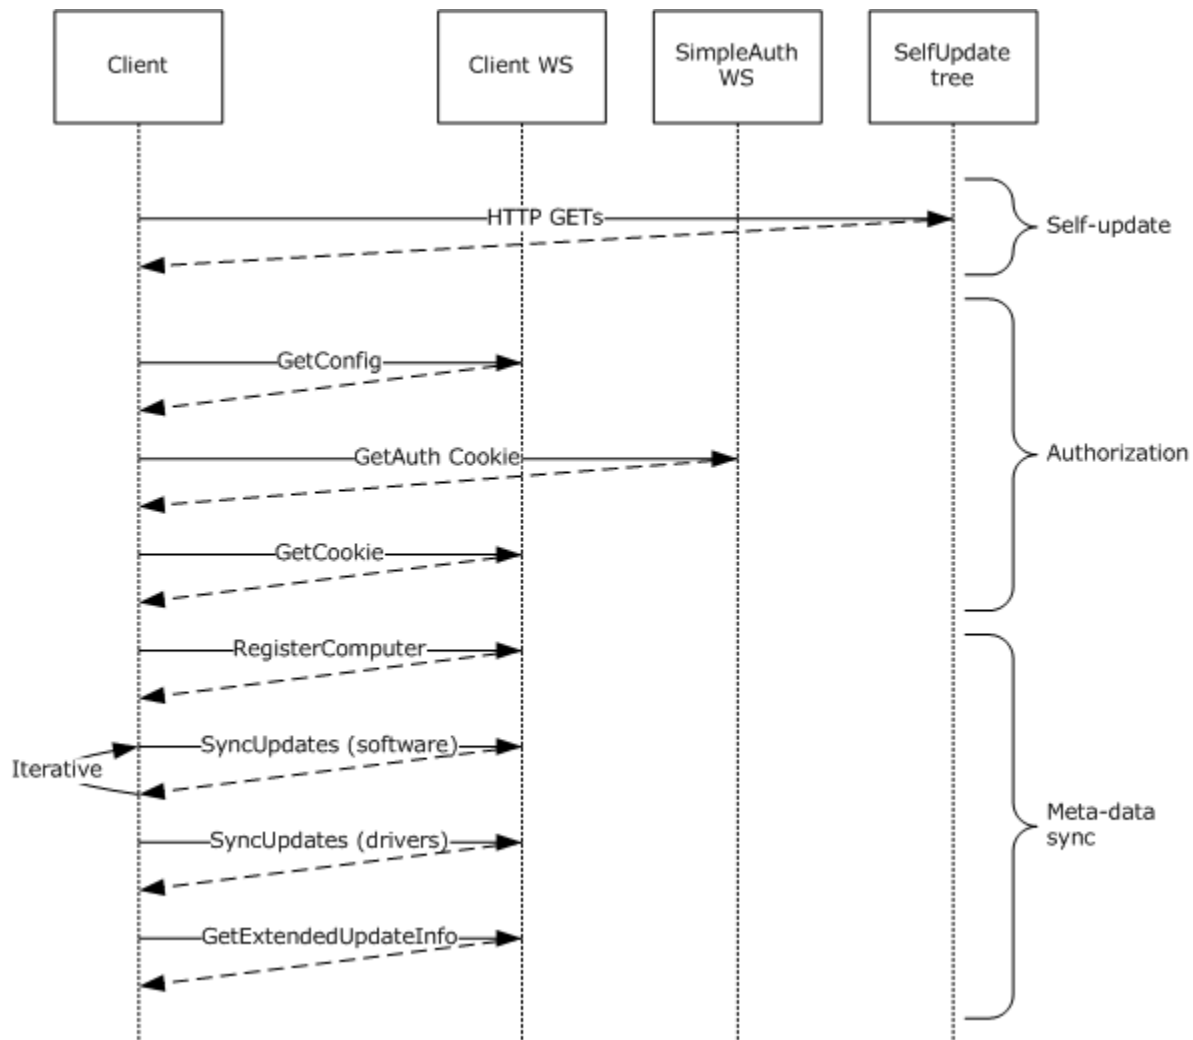 Client
Client WS
SimpleAuth
WS
SelfUpdate
tree
HTTP GETs
Self-update
GetConfig
GetAuth Cookie
Authorization
GetCookie
RegisterComputer
SyncUpdates (software)
Iterative
SyncUpdates (drivers)
Meta-data
sync
GetExtendedUpdateInfo